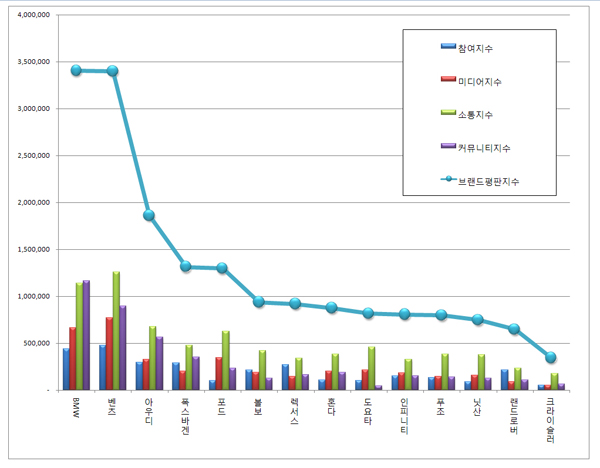 4,000,000
3,500,000
3,000,000
2,500,000
2,000,000
1,500,000
1,000,000
500,000
-
참여지수
미디어지수
소통지수
커뮤니티지수
브랜드평판지수
BMW
벤츠
아우디
폭스바겐
포드
볼보
렉서스
혼다
도요타
인피니티
푸조
닛산
랜드로버
크라이슬러